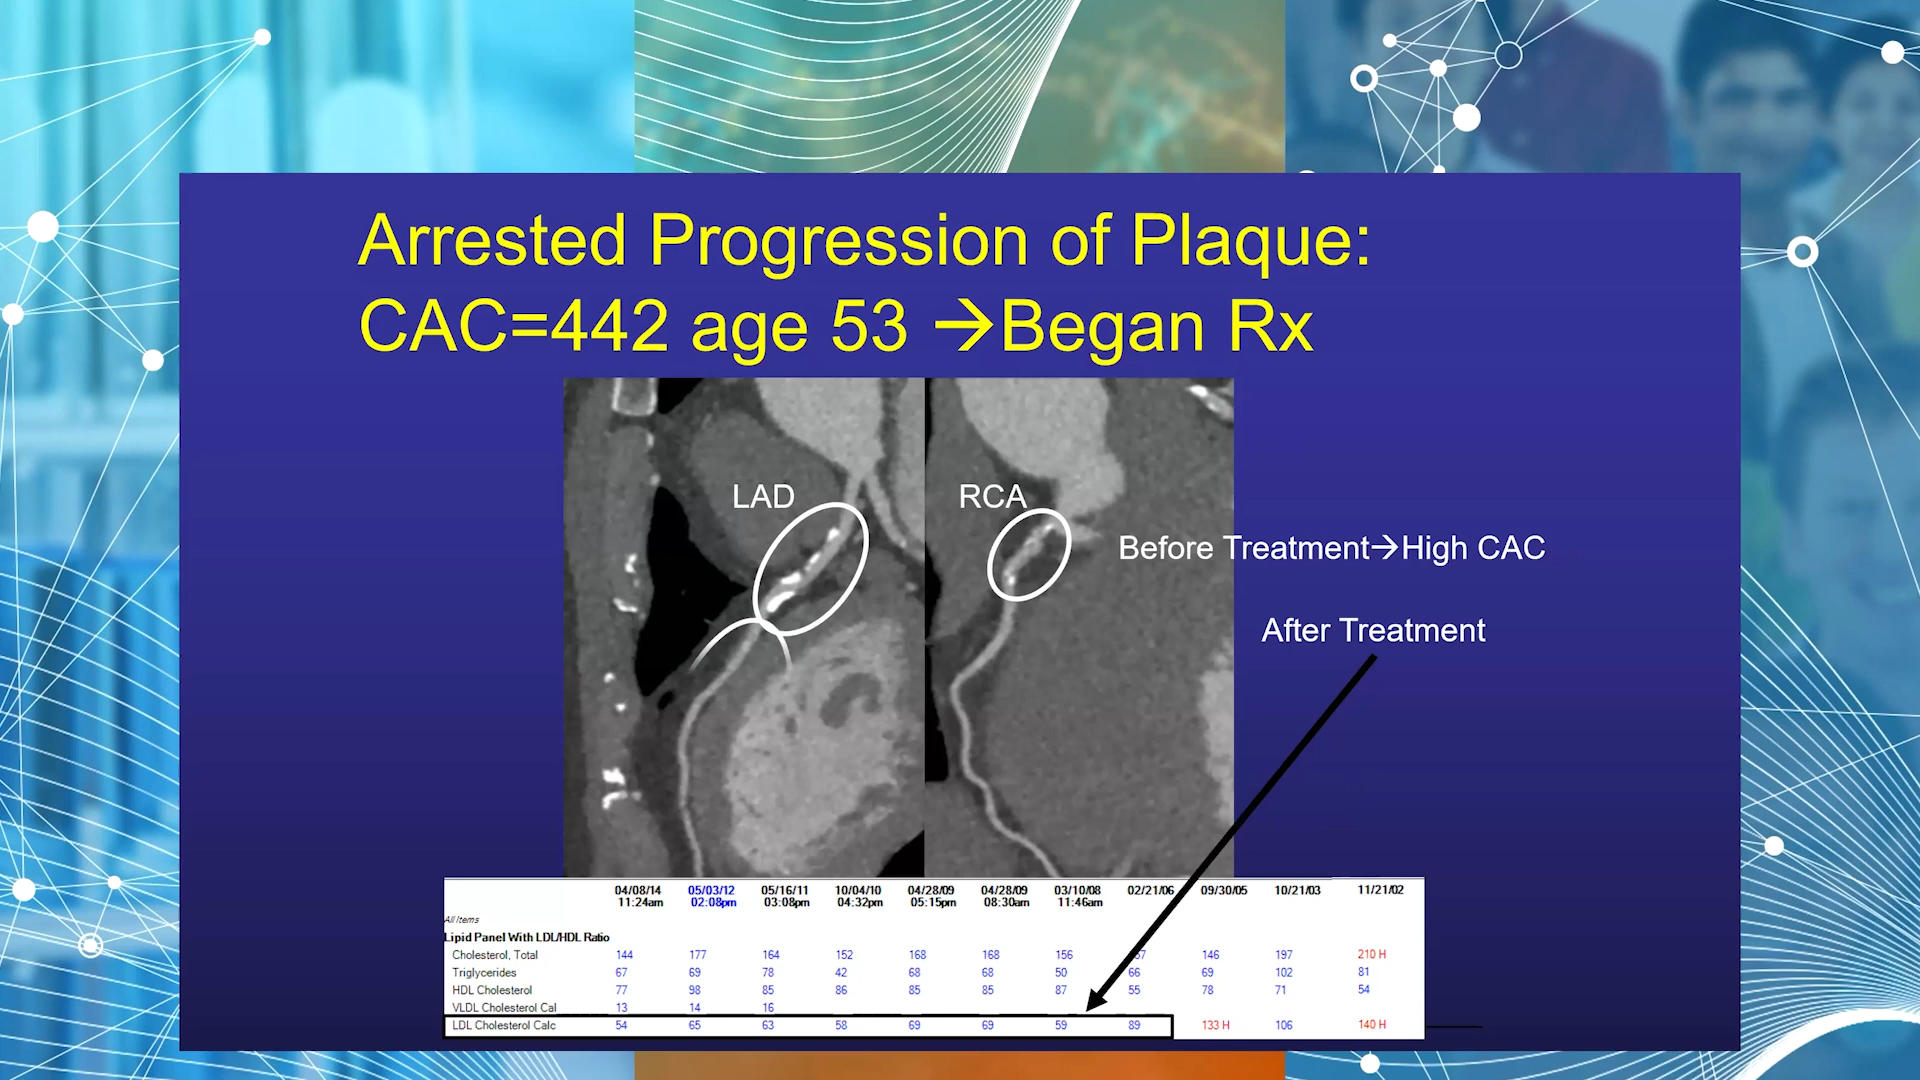 Arrested Progression of Plaque:
CAC=442 age 53 →Began Rx
LAD
RCA
Before Treatment→High CAC
After Treatment
04/08/14 05/03/12 05/16/11 10/04/10 04/28/09 04/28/09 03/10/08 02/21/06 09/30/05 10/21/03 11/21/02
11:24am 02:08pm 03:08pm 04:32pm 05:15pm 08:30am 11:46am
All Items
Lipid Panel With LDL/HDL Ratio
Cholesterol, Total 144 177 164 152 168 168 156 146 197 210 H
Triglycerides 67 69 78 42 68 68 50 66 69 102 81
HDL Cholesterol 77 98 85 86 85 85 87 55 78 71 54
VLDL Cholesterol Cal 13 14 16
LDL Cholesterol Calc 54 65 63 58 69 69 59 89 133 H 106 140 H